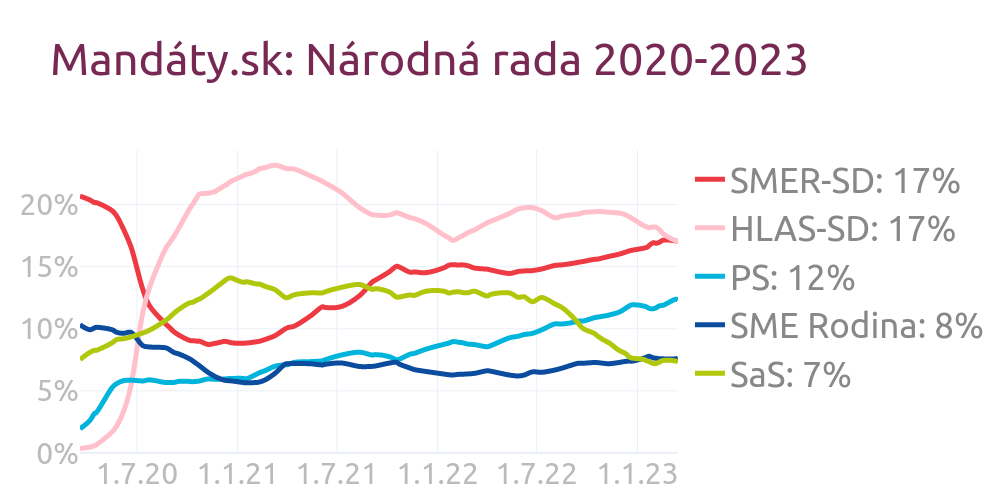 Mandáty.sk: Národná rada 2020-2023
20%
15%
10%
5%
0%
1.7.20 1.1.21 1.7.21 1.1.22 1.7.22 1.1.23
SMER-SD: 17%
HLAS-SD: 17%
PS: 12%
SME Rodina: 8%
SaS: 7%